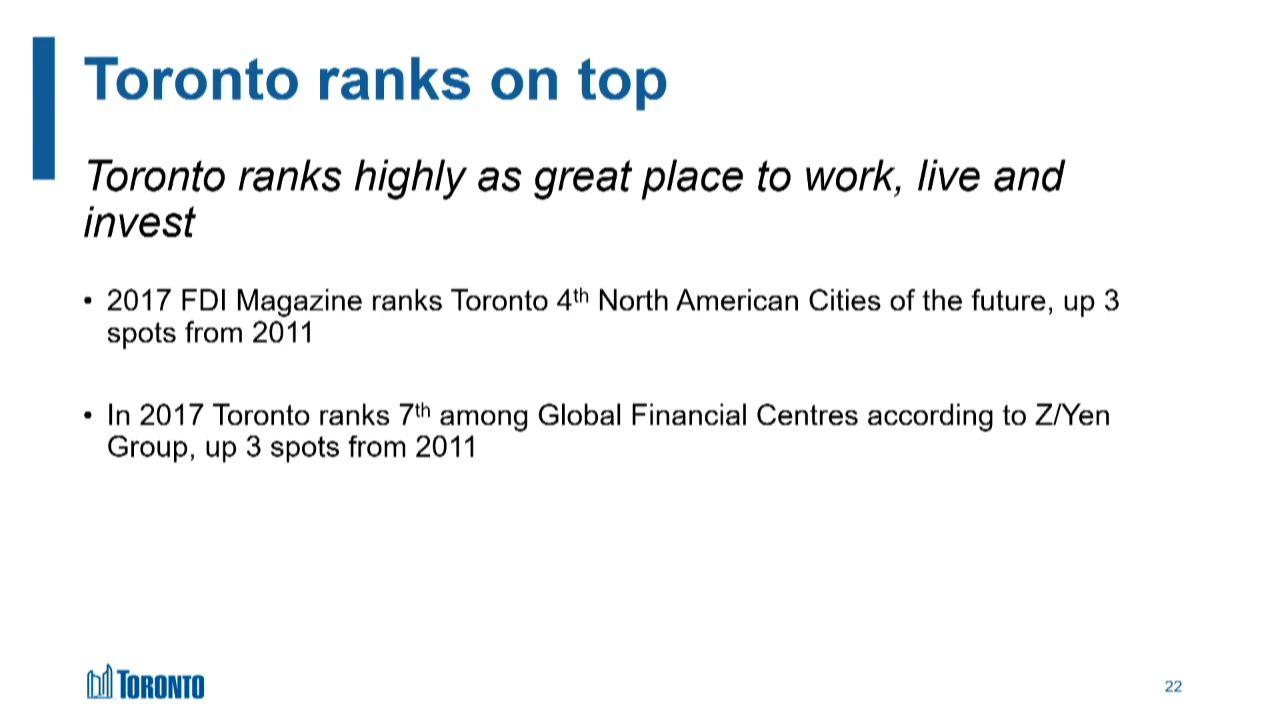 Toronto ranks on top
Toronto ranks highly as great place to work, live and
invest
• 2017 FDI Magazine ranks Toronto 4th North American Cities of the future, up 3
spots from 2011
• In 2017 Toronto ranks 7th among Global Financial Centres according to Z/Yen
Group, up 3 spots from 2011
TORONTO
22